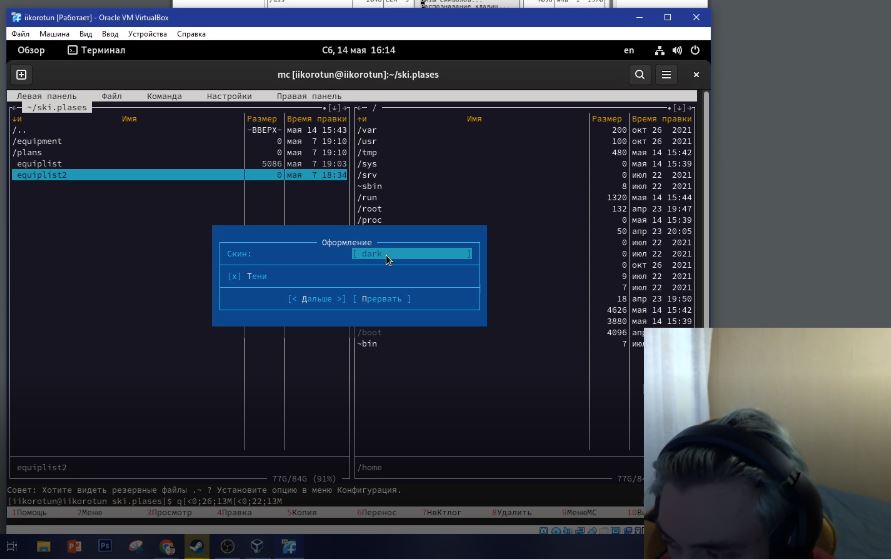 iikorotun [Работает] - Oracle VM VirtualBox
Файл Машина Вид Ввод Устройства Справка
Обзор Терминал Сб, 14 мая 16:14 en
mc [iikorotun@iikorotun]:~/ski.plases
Левая панель Файл Команда Настройки Правая панель
~/ski.plases /
↓и Имя Размер Время правки ↑и Имя Размер Время правки
/.. -ВВЕРХ- мая 14 15:43 /var 200 окт 26 2021
/equipment 0 мая 7 19:10 /usr 100 окт 26 2021
/plans 0 мая 7 19:10 /tmp 480 мая 14 15:42
equiplist 5086 мая 7 19:03 /sys 0 мая 14 15:39
equiplist2 0 мая 7 18:34 /srv 0 июл 22 2021
~sbin 8 июл 22 2021
/run 1320 мая 14 15:44
/root 132 апр 23 19:47
/proc 0 мая 14 15:39
50 апр 23 20:05
Оформление 0 июл 22 2021
Скин: [ dark ] 0 июл 22 2021
0 окт 26 2021
[x] Тени 9 июл 22 2021
7 июл 22 2021
[< Дальше >] [ Прервать ] 18 апр 23 19:50
4626 мая 14 15:42
3880 мая 14 15:39
/boot 4096
~bin 7
equiplist2 /home
77G/84G (91%) 77G/84
Совет: Хотите видеть резервные файлы .~ ? Установите опцию в меню Конфигурация.
[iikorotun@iikorotun ski.plases]$ q[<0;26;13M[<0;22;13M
1Помощь 2Меню 3Просмотр 4Правка 5Копия 6Перенос 7НвКтлог 8Удалить 9МенюМС